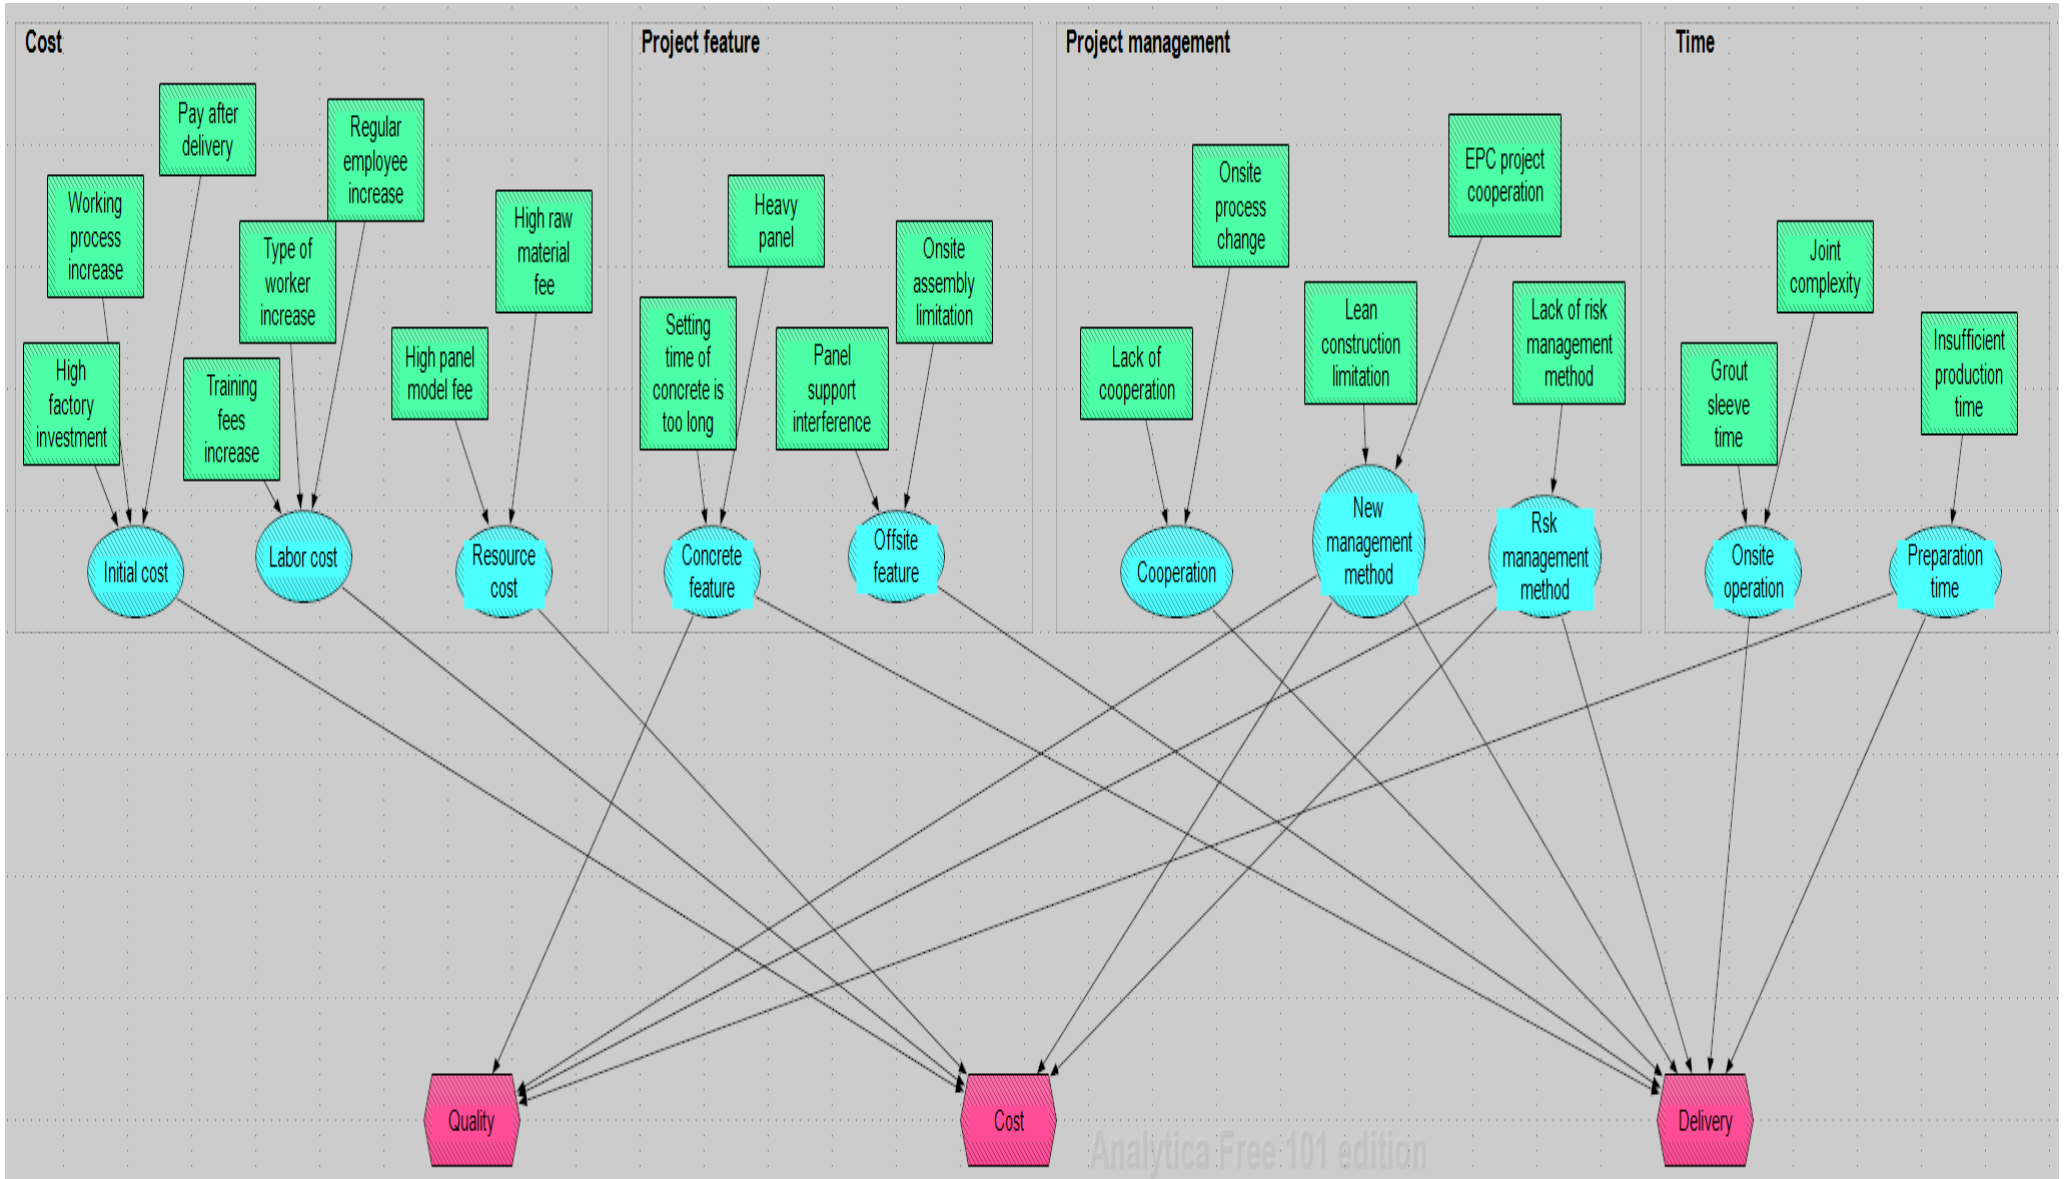 Cost
Project feature
Project management
Time
Pay after
delivery
Regular
employee
increase
Working
process
increase
Type of
worker
increase
High raw
material
fee
High
factory
investment
Training
fees
increase
High panel
model fee
Initial cost
Labor cost
Resource
cost
Heavy
panel
Onsite
assembly
limitation
Setting
time of
concrete is
too long
Panel
support
interference
Concrete
feature
Offsite
feature
Onsite
process
change
EPC project
cooperation
Lack of
cooperation
Lean
construction
limitation
Lack of risk
management
method
Cooperation
New
management
method
Rsk
management
method
Joint
complexity
Insufficient
production
time
Grout
sleeve
time
Onsite
operation
Preparation
time
Quality
Cost
Delivery
Analytica Free 101 edition